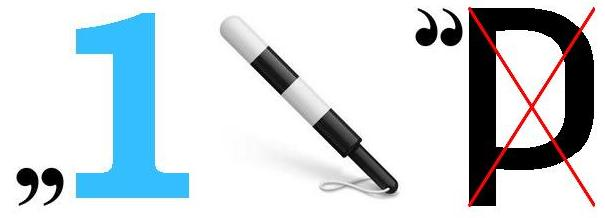 ,, 1 “ P